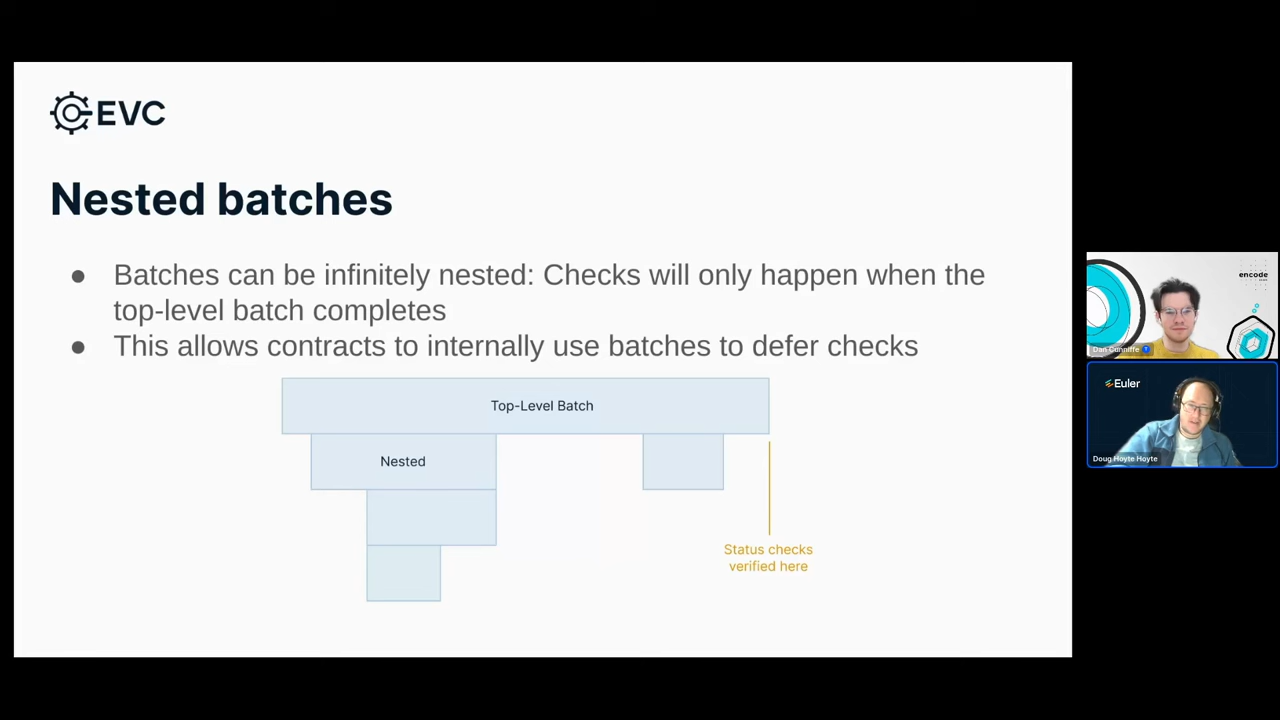 EVC
Nested batches
● Batches can be infinitely nested: Checks will only happen when the
top-level batch completes
● This allows contracts to internally use batches to defer checks
Top-Level Batch
Nested
Status checks
verified here
encode
Dan Cunniffe
Euler
Doug Hoyte Hoyte